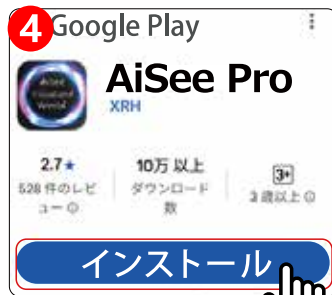 4 Google Play
AiSee Pro
XRH
2.7★
10万 以上
3+
528 件のレビ
ュー
ダウンロード
数
3 歳以上
インストール